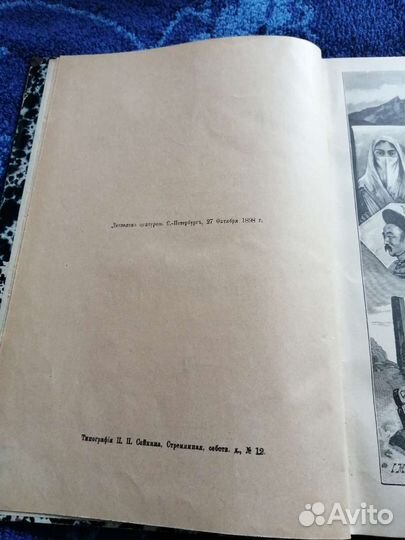 Дозволено цензурою. С.-Петербургъ, 27 Октября 1898 г.
Типографія П. П. Сойкина, Стремянная, собств. д., № 12.
Avito